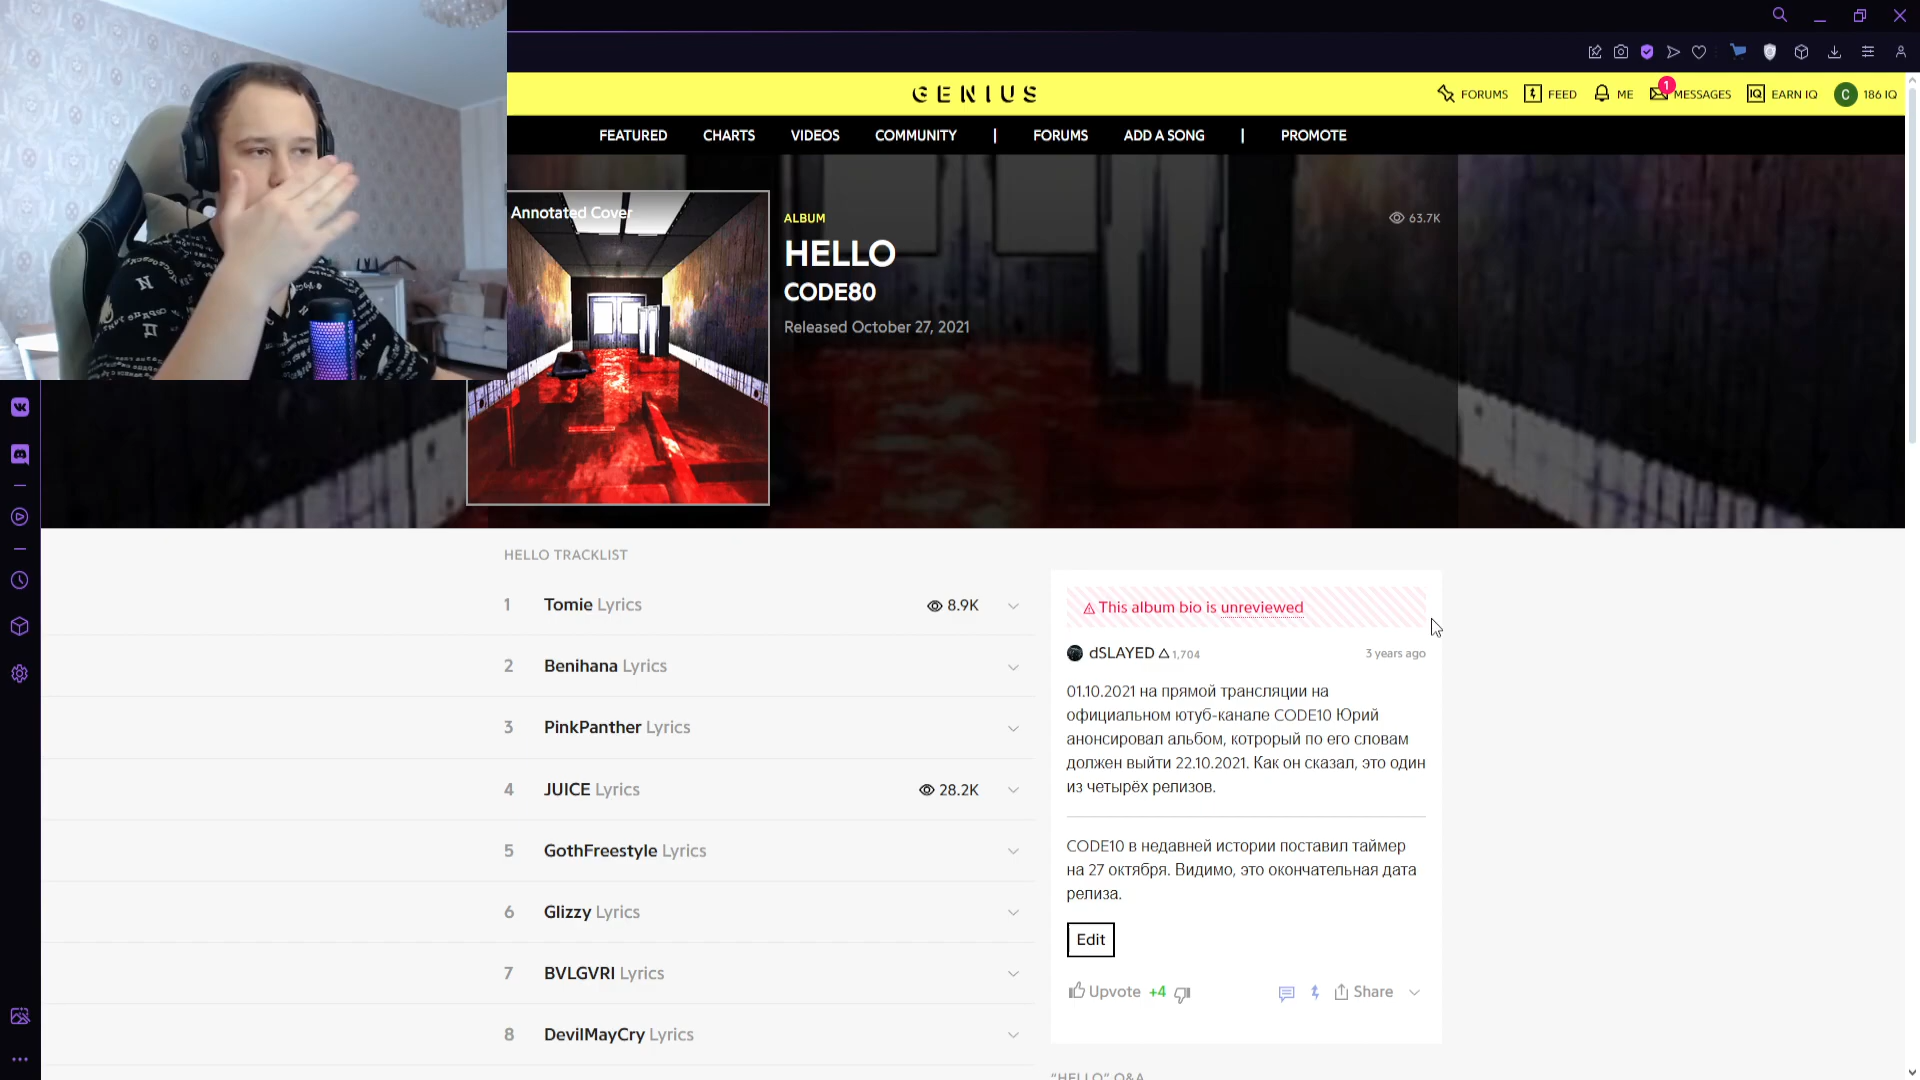 GENIUS
FORUMS
FEED
ME
1
MESSAGES
IQ
EARN IQ
C
186 IQ
FEATURED
CHARTS
VIDEOS
COMMUNITY
|
FORUMS
ADD A SONG
|
PROMOTE
Annotated Cover
ALBUM
63.7K
HELLO
CODE80
Released October 27, 2021
HELLO TRACKLIST
1 Tomie Lyrics 8.9K
2 Benihana Lyrics
3 PinkPanther Lyrics
4 JUICE Lyrics 28.2K
5 GothFreestyle Lyrics
6 Glizzy Lyrics
7 BVLGVRI Lyrics
8 DevilMayCry Lyrics
This album bio is unreviewed
dSLAYED 1,704 3 years ago
01.10.2021 на прямой трансляции на
официальном ютуб-канале CODE10 Юрий
анонсировал альбом, который по его словам
должен выйти 22.10.2021. Как он сказал, это один
из четырёх релизов.
CODE10 в недавней истории поставил таймер
на 27 октября. Видимо, это окончательная дата
релиза.
Edit
Upvote +4 Share
"HELLO" Q&A